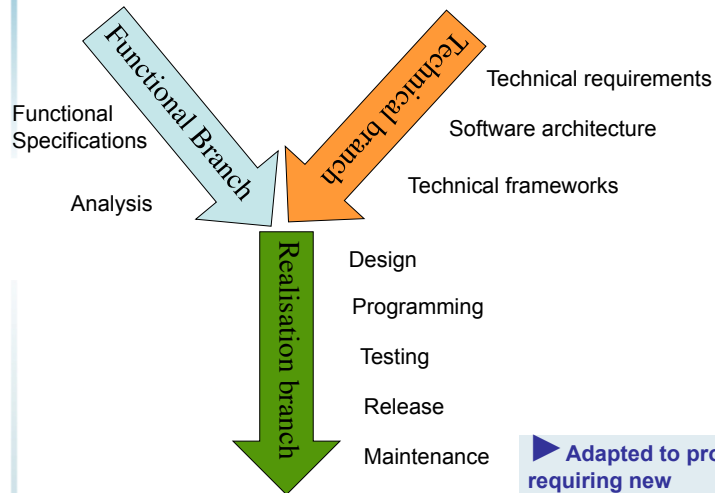 Functional Branch
Technical branch
Functional
Specifications
Analysis
Technical requirements
Software architecture
Technical frameworks
Realisation branch
Design
Programming
Testing
Release
Maintenance
► Adapted to
requiring new